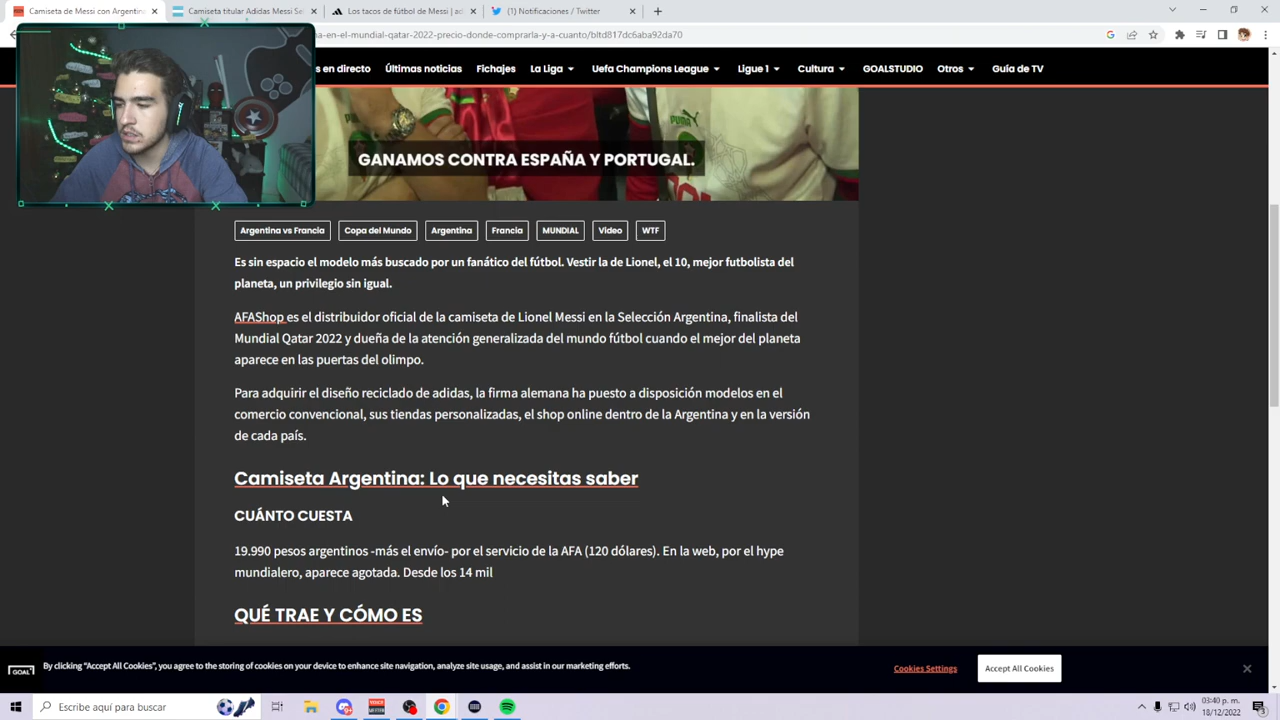 Camiseta de Messi con Argentina
Camiseta titular Adidas Messi Se
Los tacos de fútbol de Messi | ad
(1) Notificaciones / Twitter
na-en-el-mundial-qatar-2022-precio-donde-comprarla-y-a-cuanto/bltd817dc6aba92da70
s en directo
Últimas noticias
Fichajes
La Liga
Uefa Champions League
Ligue 1
Cultura
GOALSTUDIO
Otros
Guía de TV
PUMA
PUMA
GANAMOS CONTRA ESPAÑA Y PORTUGAL.
Argentina vs Francia
Copa del Mundo
Argentina
Francia
MUNDIAL
Video
WTF
Es sin espacio el modelo más buscado por un fanático del fútbol. Vestir la de Lionel, el 10, mejor futbolista del
planeta, un privilegio sin igual.
AFAShop es el distribuidor oficial de la camiseta de Lionel Messi en la Selección Argentina, finalista del
Mundial Qatar 2022 y dueña de la atención generalizada del mundo fútbol cuando el mejor del planeta
aparece en las puertas del olimpo.
Para adquirir el diseño reciclado de adidas, la firma alemana ha puesto a disposición modelos en el
comercio convencional, sus tiendas personalizadas, el shop online dentro de la Argentina y en la versión
de cada país.
Camiseta Argentina: Lo que necesitas saber
CUÁNTO CUESTA
19.990 pesos argentinos -más el envío- por el servicio de la AFA (120 dólares). En la web, por el hype
mundialero, aparece agotada. Desde los 14 mil
QUÉ TRAE Y CÓMO ES
GOAL
By clicking “Accept All Cookies”, you agree to the storing of cookies on your device to enhance site navigation, analyze site usage, and assist in our marketing efforts.
Cookies Settings
Accept All Cookies
Escribe aquí para buscar
03:40 p. m.
18/12/2022